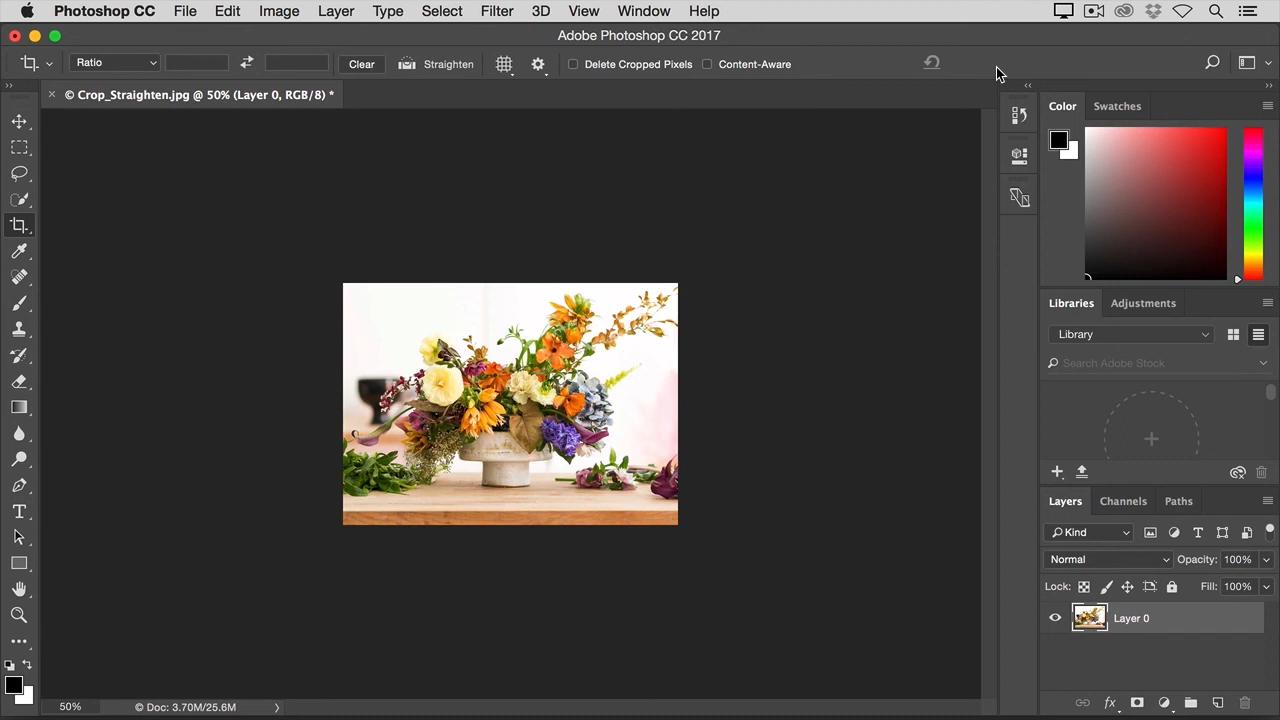 Photoshop CC File Edit Image Layer Type Select Filter 3D View Window Help
Adobe Photoshop CC 2017
Ratio Clear Straighten Delete Cropped Pixels Content-Aware
× © Crop_Straighten.jpg @ 50% (Layer 0, RGB/8) *
Color Swatches
Libraries Adjustments
Library
Search Adobe Stock
Layers Channels Paths
Kind
Normal Opacity: 100%
Lock: Fill: 100%
Layer 0
50% © Doc: 3.70M/25.6M